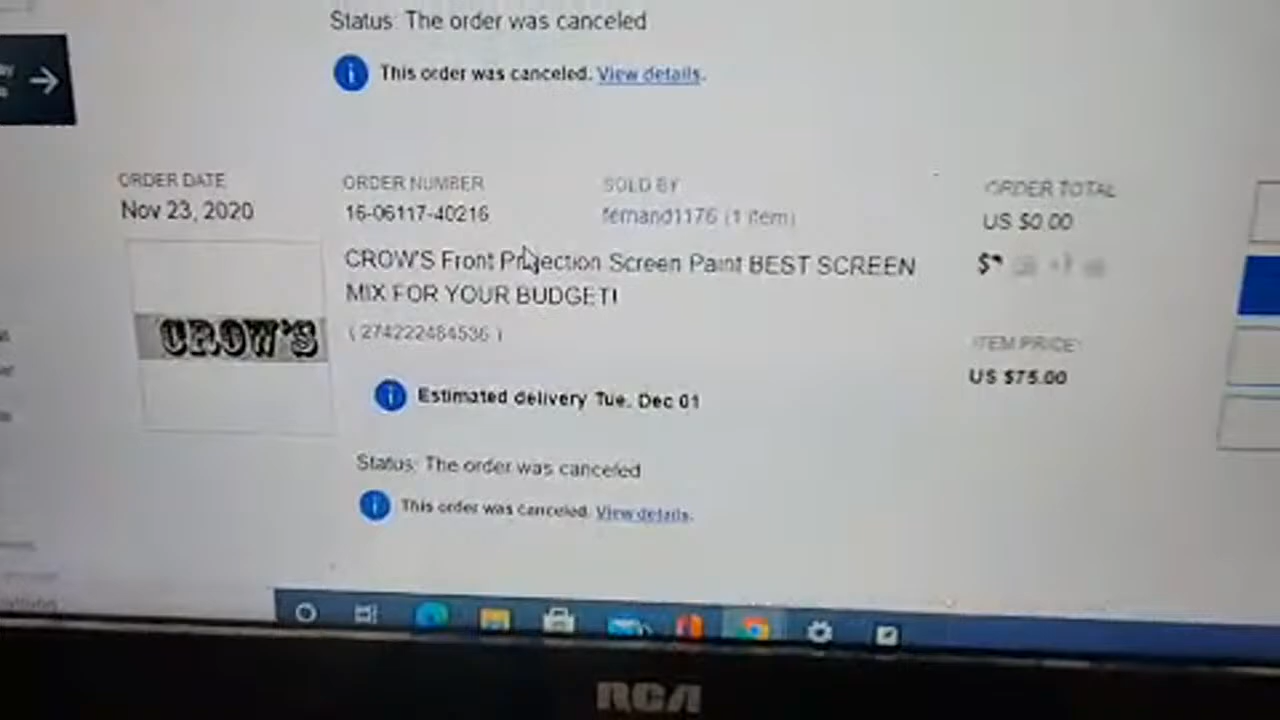 Status: The order was canceled
This order was canceled. View details.
ORDER DATE
Nov 23, 2020
ORDER NUMBER
16-06117-40216
SOLD BY
fernand1176 (1 item)
ORDER TOTAL
US $0.00
CROW'S Front Projection Screen Paint BEST SCREEN
MIX FOR YOUR BUDGET!
( 274222484536 )
CROW'S
ITEM PRICE:
US $75.00
Estimated delivery Tue, Dec 01
Status: The order was canceled
This order was canceled. View details.
RCA